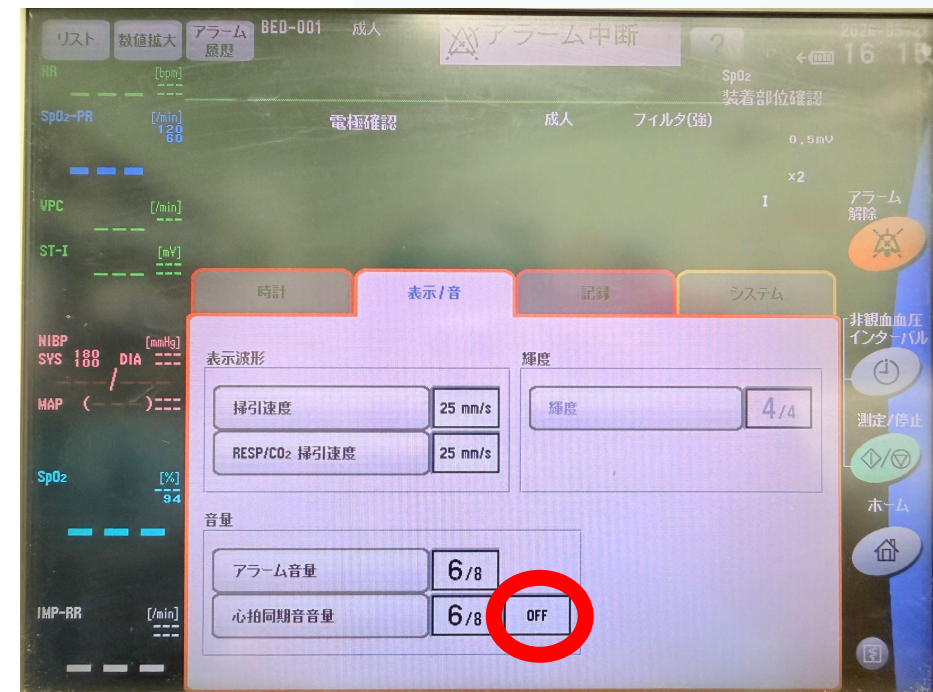 リスト 数値拡大 アラーム履歴 BED-001 成人 アラーム中断 ?
16 18
HR [bpm]
SpO2
装着部位確認
SpO2-PR [/min]
120
60
電極確認 成人 フィルタ(強)
0.5mV
×2
VPC [/min]
I
アラーム
解除
ST-I [mV]
時計 表示/音 記録 システム
非観血血圧
インターバル
NIBP [mmHg]
SYS 180 DIA ---
100
MAP ( --- )---
表示波形 輝度
掃引速度 25 mm/s 輝度 4/4
測定/停止
RESP/CO2 掃引速度 25 mm/s
SpO2 [%]
94
ホーム
音量
アラーム音量 6/8
IMP-RR [/min]
心拍同期音音量 6/8 OFF